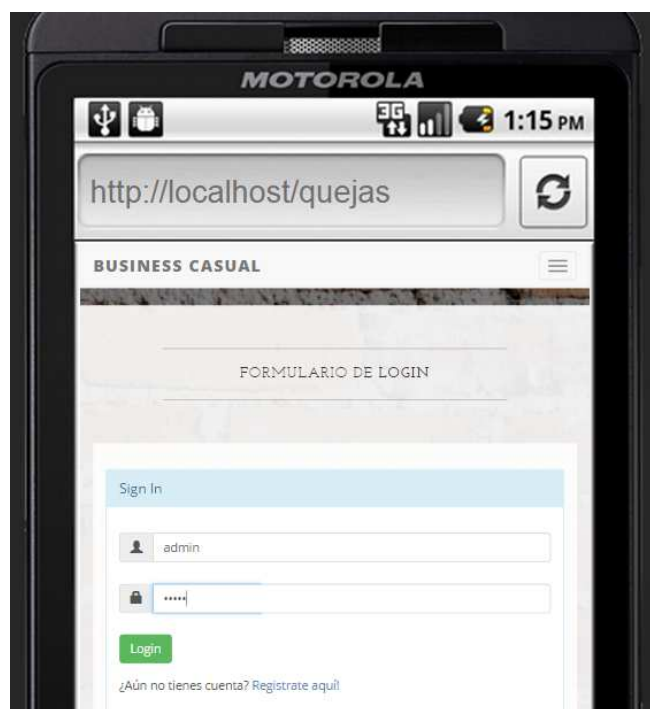 MOTOROLA
3G 1:15 PM
http://localhost/quejas
BUSINESS CASUAL
FORMULARIO DE LOGIN
Sign In
admin
•••••
Login
¿Aún no tienes cuenta? Registrate aquí!